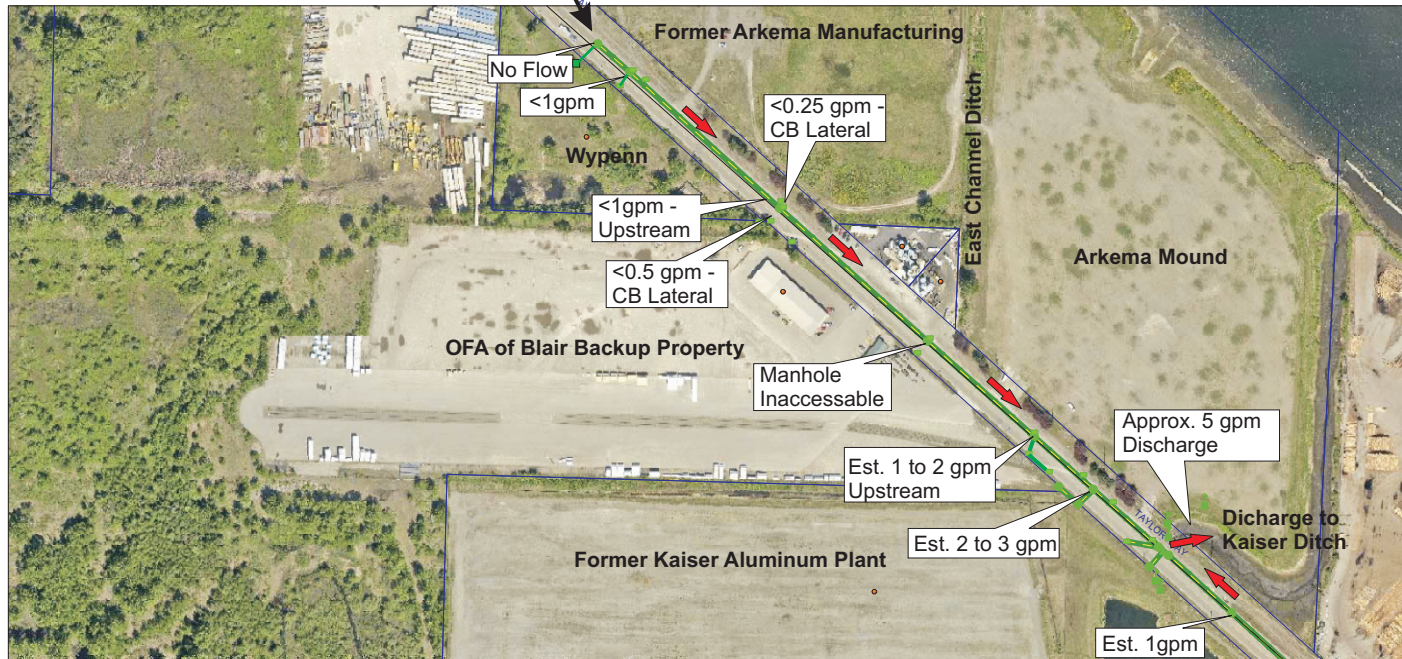 Former Arkema Manufacturing
No Flow
<1gpm
<0.25 gpm -
CB Lateral
East Channel Ditch
Wypenn
<1gpm -
Upstream
<0.5 gpm -
CB Lateral
Arkema Mound
OFA of Blair Backup Property
Manhole
Inaccessable
Approx. 5 gpm
Discharge
Est. 1 to 2 gpm
Upstream
TAYLOR WAY
Dicharge to
Kaiser Ditch
Est. 2 to 3 gpm
Former Kaiser Aluminum Plant
Est. 1gpm